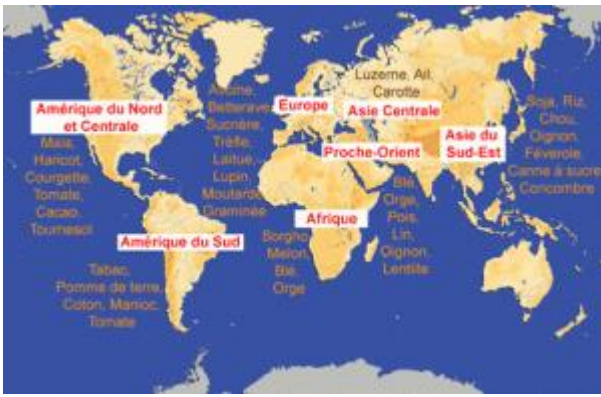 Amérique du Nord
et Centrale
Maïs,
Haricot,
Courgette,
Tomate,
Cacao,
Tournesol
Avoine,
Betterave
Sucrière,
Trèfle,
Laitue,
Lupin,
Moutarde
Graminée
Europe
Luzerne, Ail,
Carotte
Asie Centrale
Proche-Orient
Blé,
Orge,
Pois,
Lin,
Oignon,
Lentille
Asie du
Sud-Est
Soja, Riz,
Chou,
Oignon,
Féverole,
Canne à sucre
Concombre
Amérique du Sud
Tabac,
Pomme de terre,
Coton, Manioc,
Tomate
Afrique
Sorgho
Melon,
Blé,
Orge